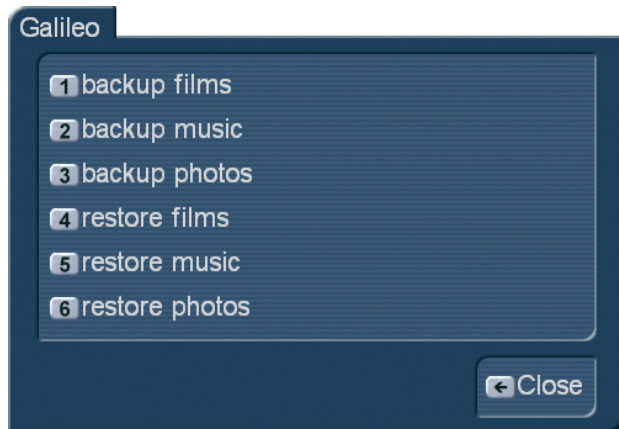 Galileo
1 backup films
2 backup music
3 backup photos
4 restore films
5 restore music
6 restore photos
← Close